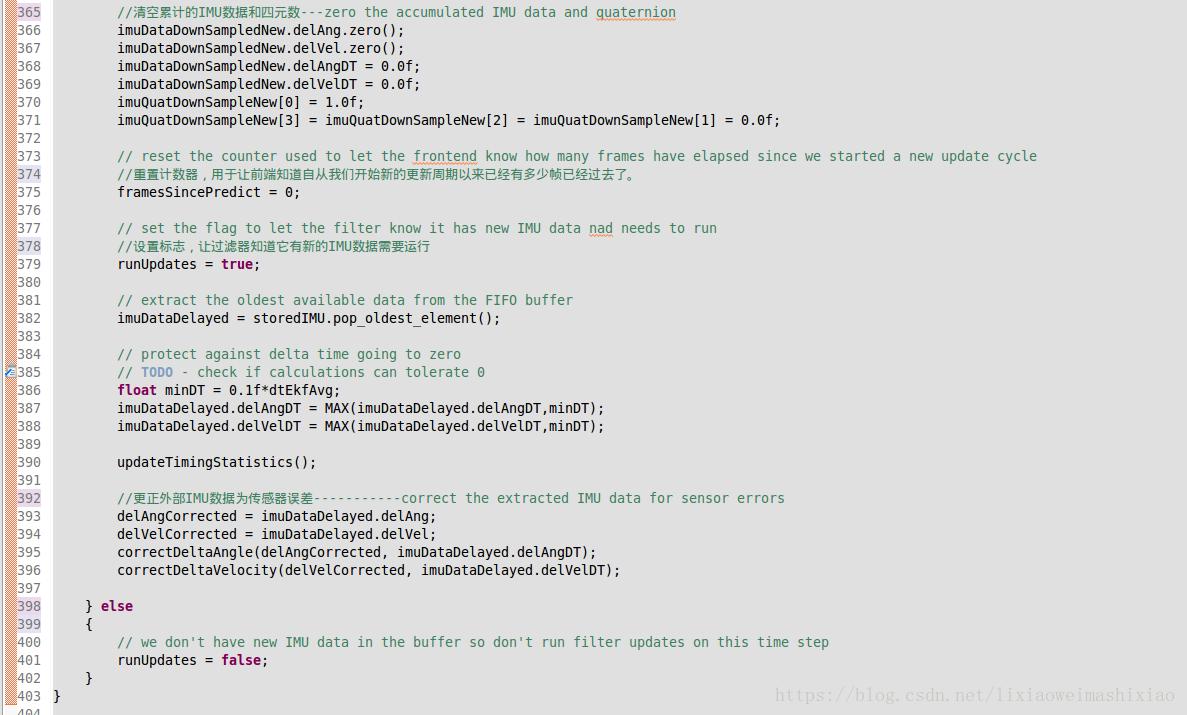 365 //清空累计的IMU数据和四元数---zero the accumulated IMU data and quaternion
366 imuDataDownSampledNew.delAng.zero();
367 imuDataDownSampledNew.delVel.zero();
368 imuDataDownSampledNew.delAngDT = 0.0f;
369 imuDataDownSampledNew.delVelDT = 0.0f;
370 imuQuatDownSampleNew[0] = 1.0f;
371 imuQuatDownSampleNew[3] = imuQuatDownSampleNew[2] = imuQuatDownSampleNew[1] = 0.0f;
372
373 // reset the counter used to let the frontend know how many frames have elapsed since we started a new update cycle
374 //重置计数器，用于让前端知道自从我们开始新的更新周期以来已经有多少帧已经过去了。
375 framesSincePredict = 0;
376
377 // set the flag to let the filter know it has new IMU data nad needs to run
378 //设置标志，让过滤器知道它有新的IMU数据需要运行
379 runUpdates = true;
380
381 // extract the oldest available data from the FIFO buffer
382 imuDataDelayed = storedIMU.pop_oldest_element();
383
384 // protect against delta time going to zero
385 // TODO - check if calculations can tolerate 0
386 float minDT = 0.1f*dtEkfAvg;
387 imuDataDelayed.delAngDT = MAX(imuDataDelayed.delAngDT,minDT);
388 imuDataDelayed.delVelDT = MAX(imuDataDelayed.delVelDT,minDT);
389
390 updateTimingStatistics();
391
392 //更正外部IMU数据为传感器误差-----------correct the extracted IMU data for sensor errors
393 delAngCorrected = imuDataDelayed.delAng;
394 delVelCorrected = imuDataDelayed.delVel;
395 correctDeltaAngle(delAngCorrected, imuDataDelayed.delAngDT);
396 correctDeltaVelocity(delVelCorrected, imuDataDelayed.delVelDT);
397
398 } else
399 {
400 // we don't have new IMU data in the buffer so don't run filter updates on this time step
401 runUpdates = false;
402 }
403 }
https://blog.csdn.net/lixiaoweimashixiao
404